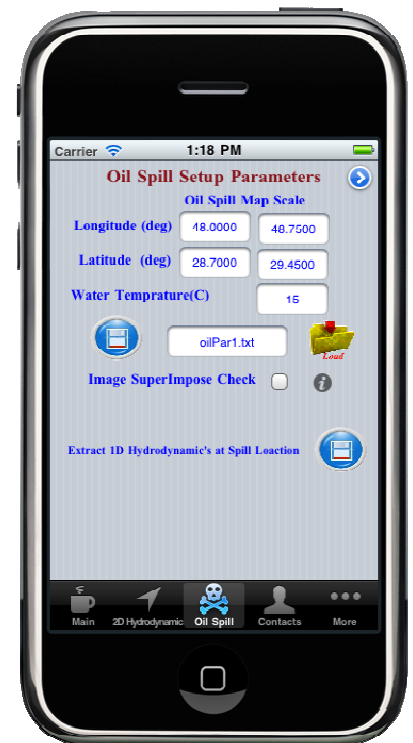 Carrier 1:18 PM
Oil Spill Setup Parameters
Oil Spill Map Scale
Longitude (deg) 48.0000 48.7500
Latitude (deg) 28.7000 29.4500
Water Temprature(C) 15
oilPar1.txt Load
Image SuperImpose Check i
Extract 1D Hydrodynamic's at Spill Loaction
Main 2D Hydrodynamic Oil Spill Contacts More